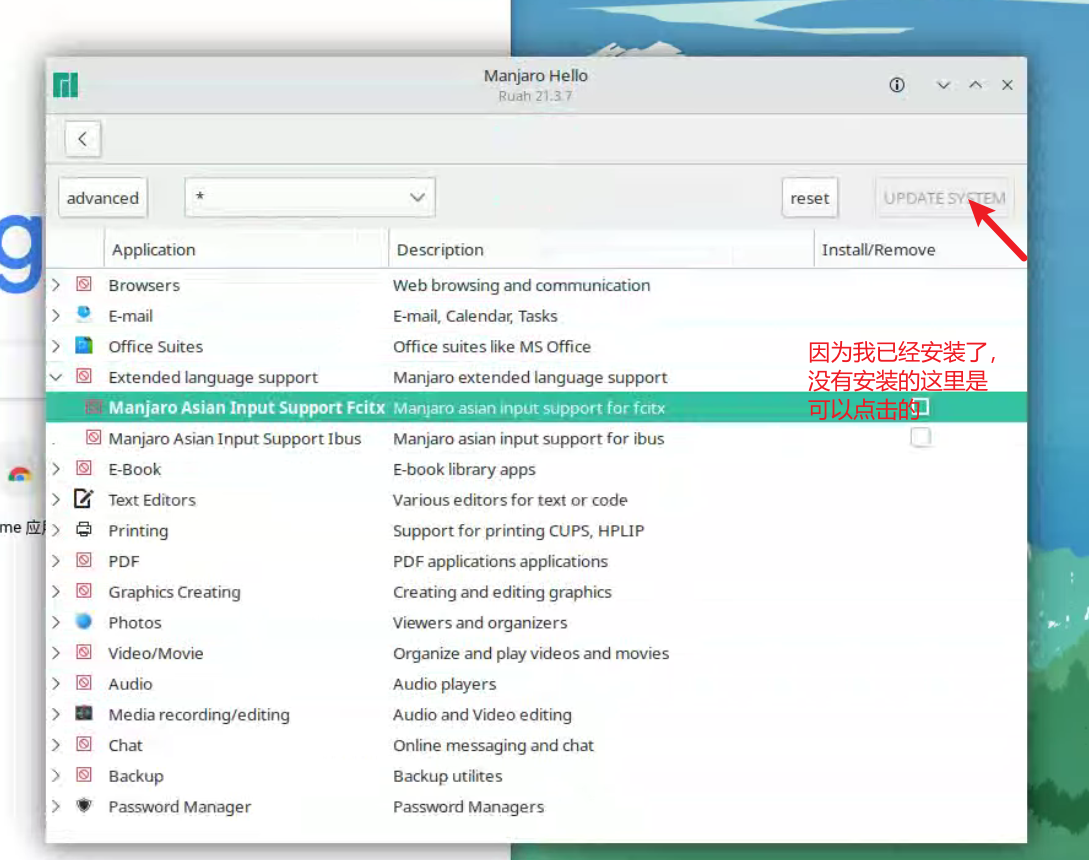 Manjaro Hello
Ruah 21.3.7
advanced
*
reset
UPDATE SYSTEM
Application
Description
Install/Remove
Browsers
Web browsing and communication
E-mail
E-mail, Calendar, Tasks
Office Suites
Office suites like MS Office
Extended language support
Manjaro extended language support
Manjaro Asian Input Support Fcitx
Manjaro asian input support for fcitx
Manjaro Asian Input Support Ibus
Manjaro asian input support for ibus
E-Book
E-book library apps
Text Editors
Various editors for text or code
Printing
Support for printing CUPS, HPLIP
PDF
PDF applications applications
Graphics Creating
Creating and editing graphics
Photos
Viewers and organizers
Video/Movie
Organize and play videos and movies
Audio
Audio players
Media recording/editing
Audio and Video editing
Chat
Online messaging and chat
Backup
Backup utilites
Password Manager
Password Managers
因为我已经安装了，
没有安装的这里是
可以点击的
g
me 应